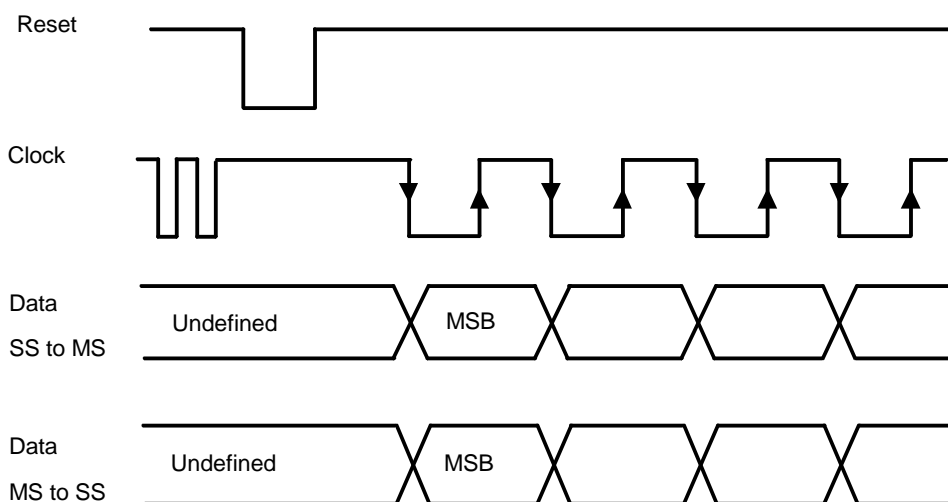 Reset
Clock
Data
SS to MS
Undefined
MSB
Data
MS to SS
Undefined
MSB